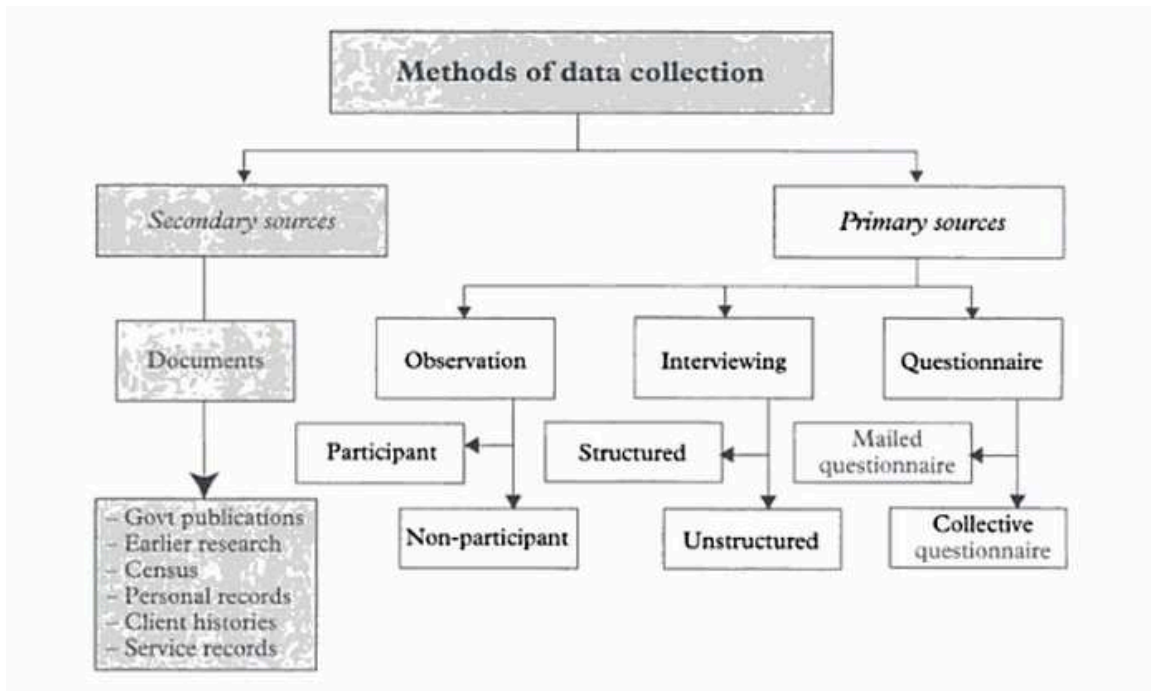 Methods of data collection
Secondary sources
Primary sources
Documents
Observation
Interviewing
Questionnaire
Participant
Structured
Mailed
questionnaire
Non-participant
Unstructured
Collective
questionnaire
– Govt publications
– Earlier research
– Census
– Personal records
– Client histories
– Service records